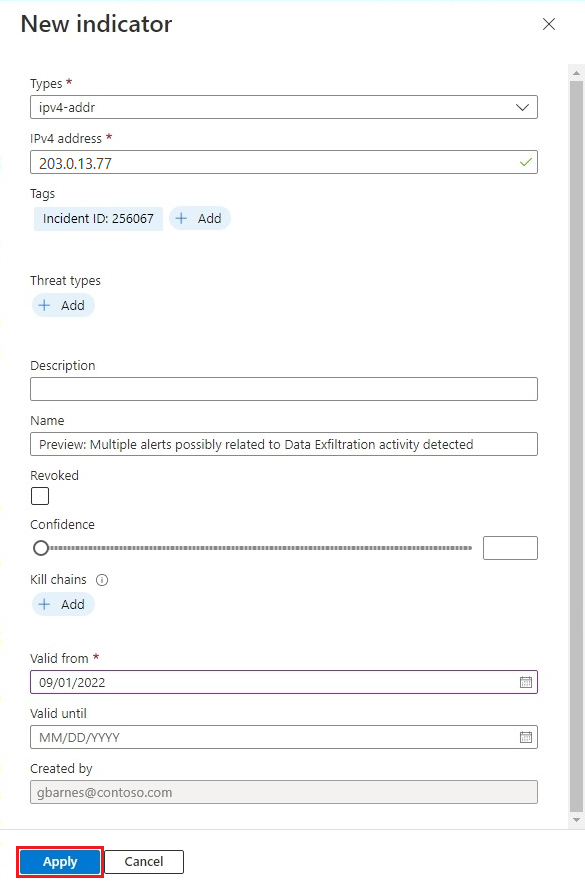 New indicator
Types *
ipv4-addr
IPv4 address *
203.0.13.77
Tags
Incident ID: 256067 + Add
Threat types
+ Add
Description
Name
Preview: Multiple alerts possibly related to Data Exfiltration activity detected
Revoked
Confidence
Kill chains
+ Add
Valid from *
09/01/2022
Valid until
MM/DD/YYYY
Created by
gbarnes@contoso.com
Apply Cancel